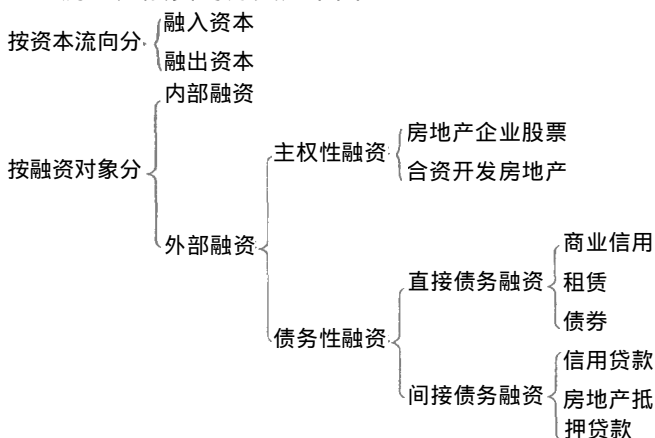 按资本流向分
融入资本
融出资本
按融资对象分
内部融资
外部融资
主权性融资
房地产企业股票
合资开发房地产
债务性融资
直接债务融资
商业信用
租赁
债券
间接债务融资
信用贷款
房地产抵
押贷款